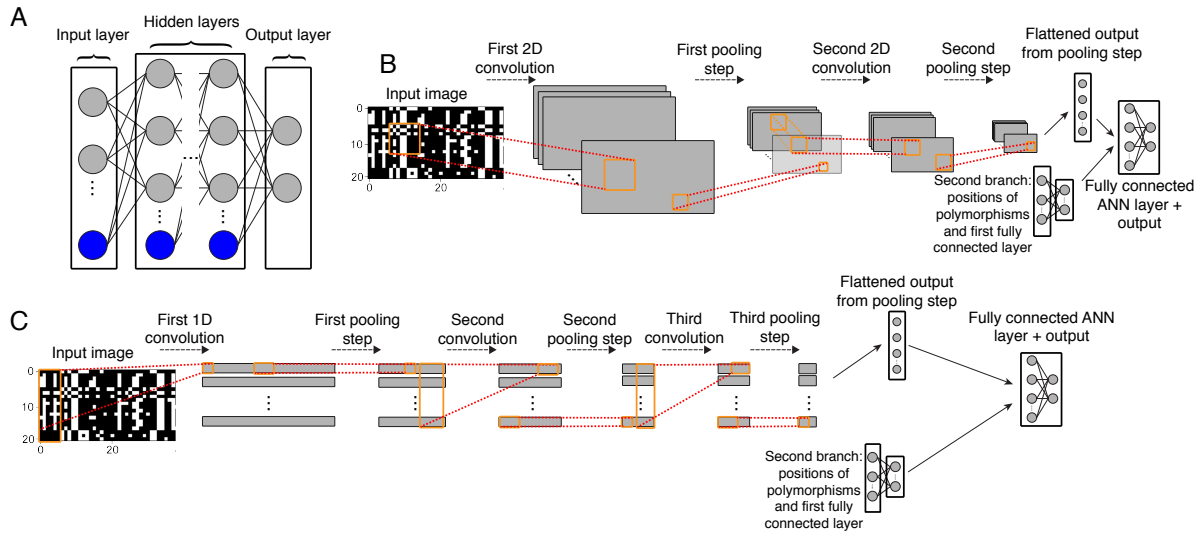 A
Hidden layers
Input layer
Output layer
...
B
First 2D
convolution
First pooling
step
Second 2D
convolution
Second
pooling step
Flattened output
from pooling step
Input image
0
10
20
0
20
Second branch:
positions of
polymorphisms
and first fully
connected layer
Fully connected
ANN layer +
output
C
First 1D
convolution
First pooling
step
Second
convolution
Second
pooling step
Third
convolution
Third pooling
step
Flattened output
from pooling step
Fully connected ANN
layer + output
Input image
0
10
20
0
20
Second branch:
positions of
polymorphisms
and first fully
connected layer